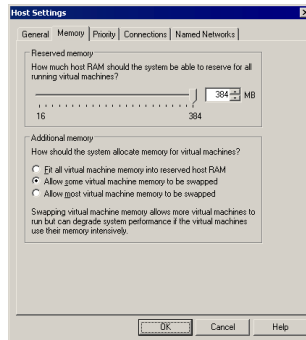 Host Settings
General Memory Priority Connections Named Networks
Reserved memory
How much host RAM should the system be able to reserve for all
running virtual machines?
384 MB
16 384
Additional memory
How should the system allocate memory for virtual machines?
Fit all virtual machine memory into reserved host RAM
Allow some virtual machine memory to be swapped
Allow most virtual machine memory to be swapped
Swapping virtual machine memory allows more virtual machines to
run but can degrade system performance if the virtual machines
use their memory intensively.
OK Cancel Help